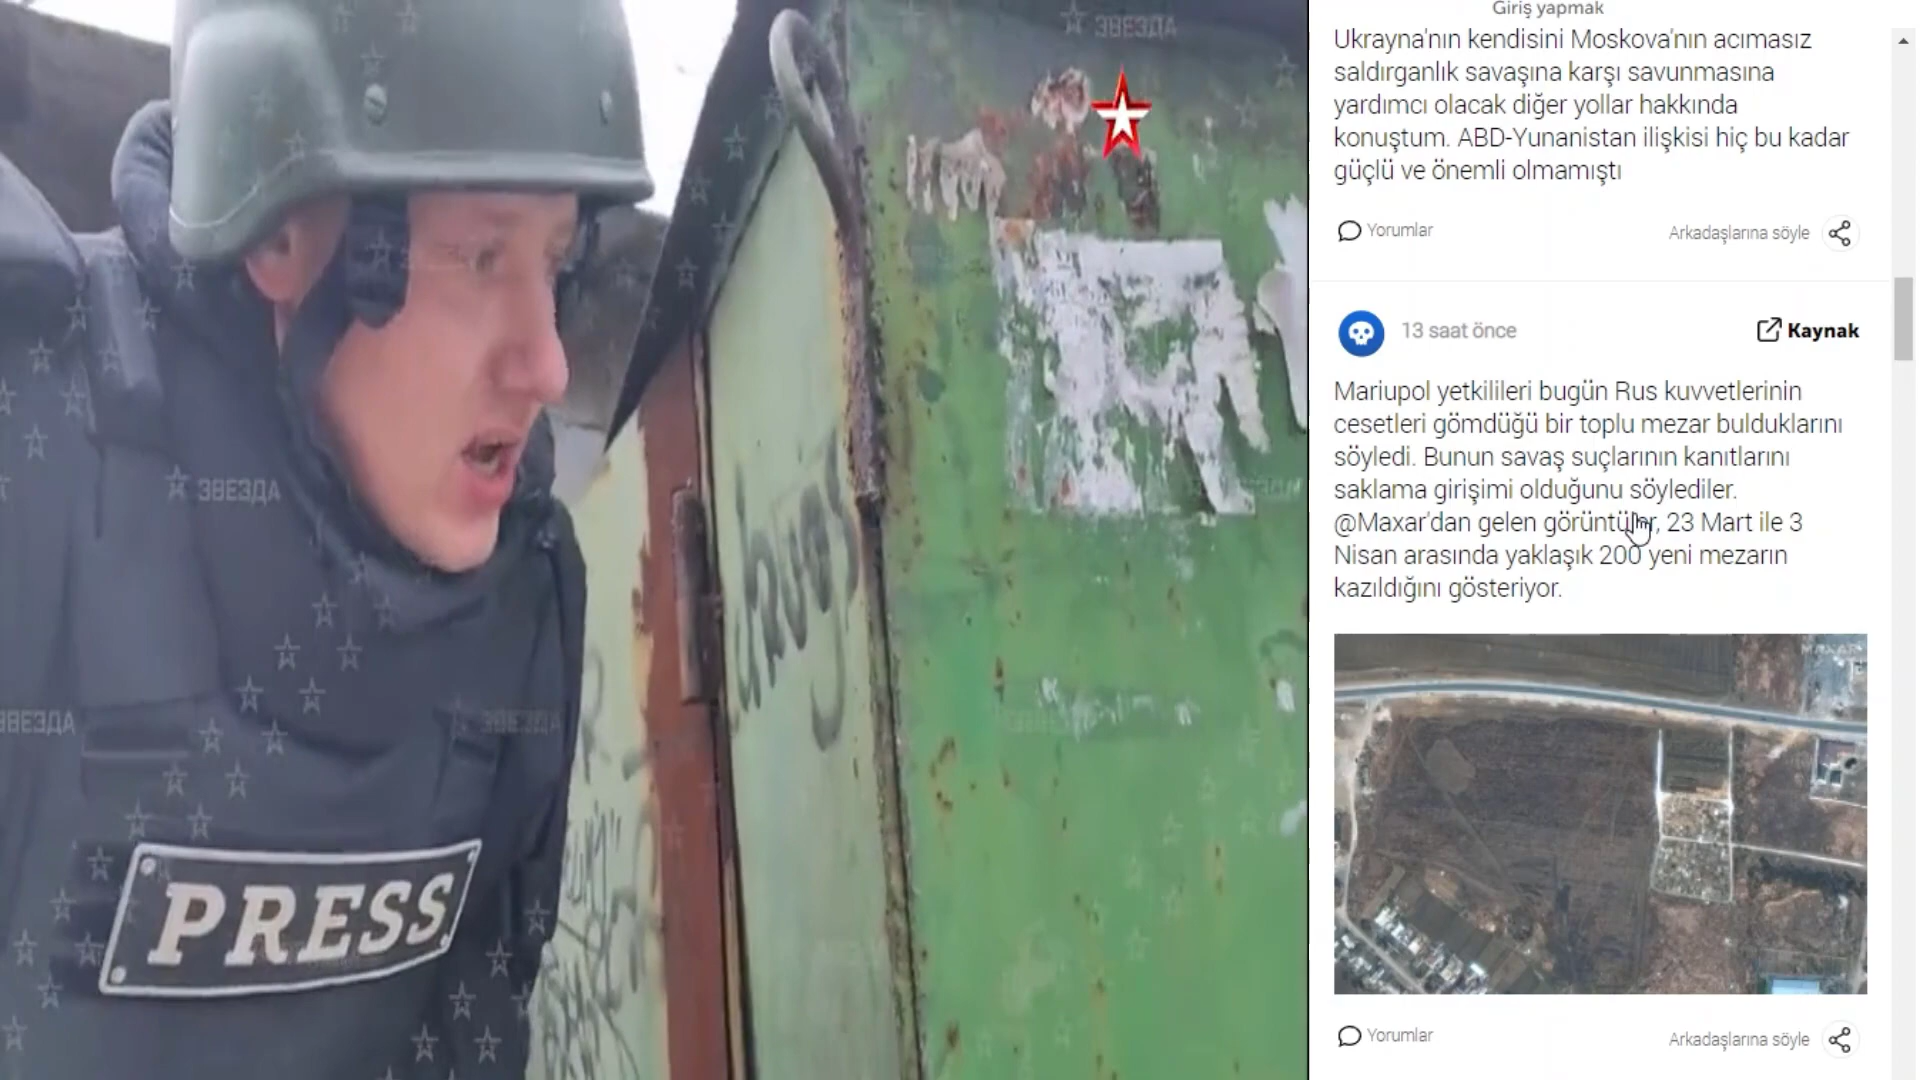 ЗВЕЗДА
ЗВЕЗДА
ЗВЕЗДА
ЗВЕЗДА
PRESS
Giriş yapmak
Ukrayna'nın kendisini Moskova'nın acımasız
saldırganlık savaşına karşı savunmasına
yardımcı olacak diğer yollar hakkında
konuştum. ABD-Yunanistan ilişkisi hiç bu kadar
güçlü ve önemli olmamıştı
Yorumlar
Arkadaşlarına söyle
13 saat önce
Kaynak
Mariupol yetkilileri bugün Rus kuvvetlerinin
cesetleri gömdüğü bir toplu mezar bulduklarını
söyledi. Bunun savaş suçlarının kanıtlarını
saklama girişimi olduğunu söylediler.
@Maxar'dan gelen görüntüler, 23 Mart ile 3
Nisan arasında yaklaşık 200 yeni mezarın
kazıldığını gösteriyor.
MAXAR
Yorumlar
Arkadaşlarına söyle